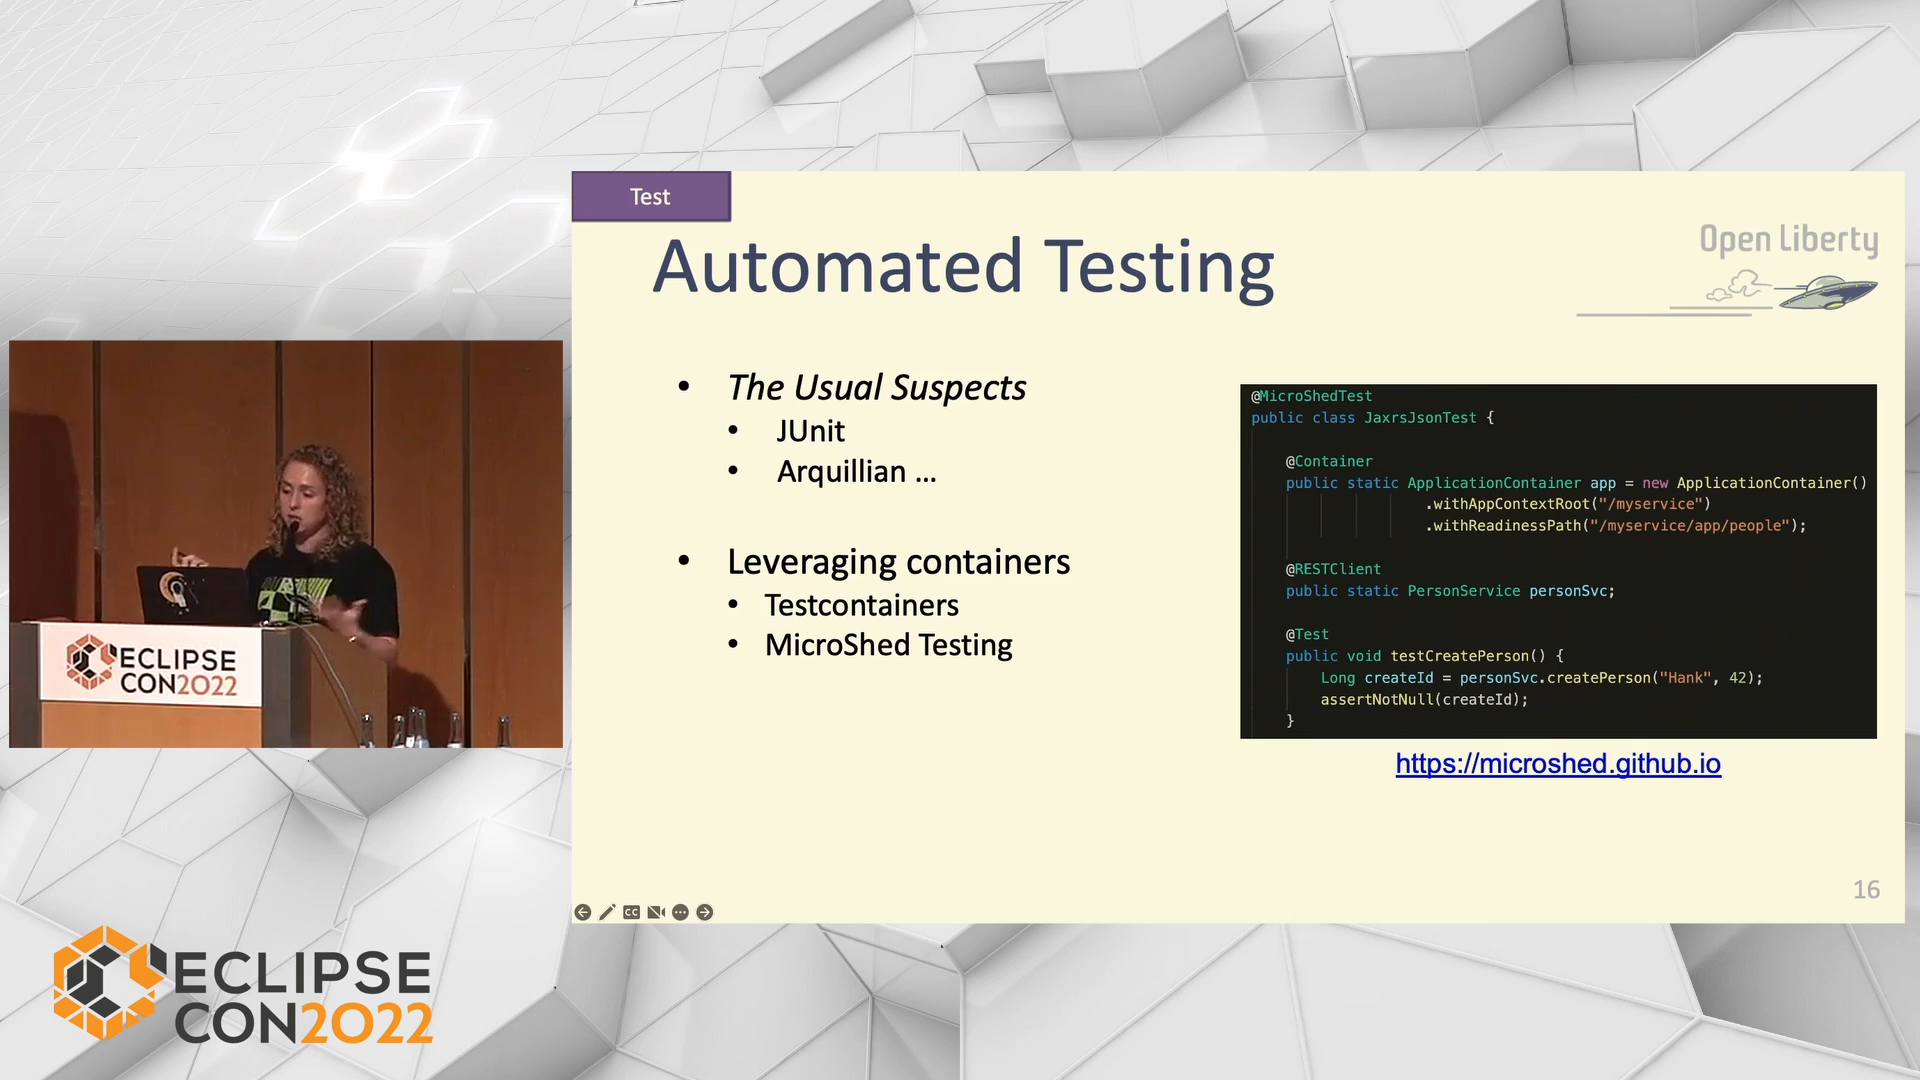 Test
Automated Testing
Open Liberty
• The Usual Suspects
• JUnit
• Arquillian ...
• Leveraging containers
• Testcontainers
• MicroShed Testing
@MicroShedTest
public class JaxrsJsonTest {
@Container
public static ApplicationContainer app = new ApplicationContainer()
.withAppContextRoot("/myservice")
.withReadinessPath("/myservice/app/people");
@RESTClient
public static PersonService personSvc;
@Test
public void testCreatePerson() {
Long createId = personSvc.createPerson("Hank", 42);
assertNotNull(createId);
}
https://microshed.github.io
16
CC
ECLIPSE
CON2022
ECLIPSE
CON2022